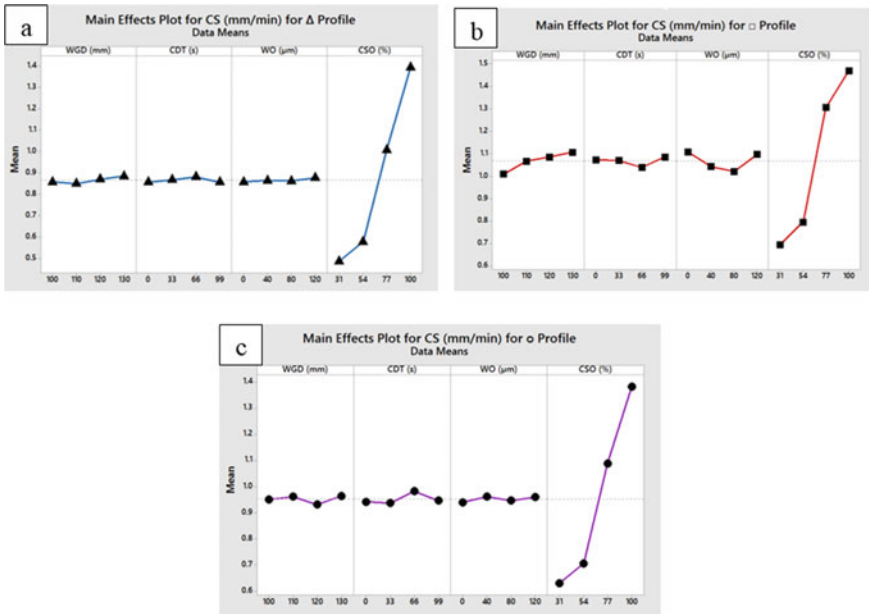 a
Main Effects Plot for CS (mm/min) for Δ Profile
Data Means
WGD (mm) CDT (s) WO (μm) CSO (%)
1.4
1.3
1.2
1.1
1.0
0.9
0.8
0.7
0.6
0.5
Mean
100 110 120 130 0 33 66 99 0 40 80 120 31 54 77 100
b
Main Effects Plot for CS (mm/min) for □ Profile
Data Means
WGD (mm) CDT (s) WO (μm) CSO (%)
1.5
1.4
1.3
1.2
1.1
1.0
0.9
0.8
0.7
0.6
Mean
100 110 120 130 0 33 66 99 0 40 80 120 31 54 77 100
c
Main Effects Plot for CS (mm/min) for o Profile
Data Means
WGD (mm) CDT (s) WO (μm) CSO (%)
1.4
1.3
1.2
1.1
1.0
0.9
0.8
0.7
0.6
Mean
100 110 120 130 0 33 66 99 0 40 80 120 31 54 77 100